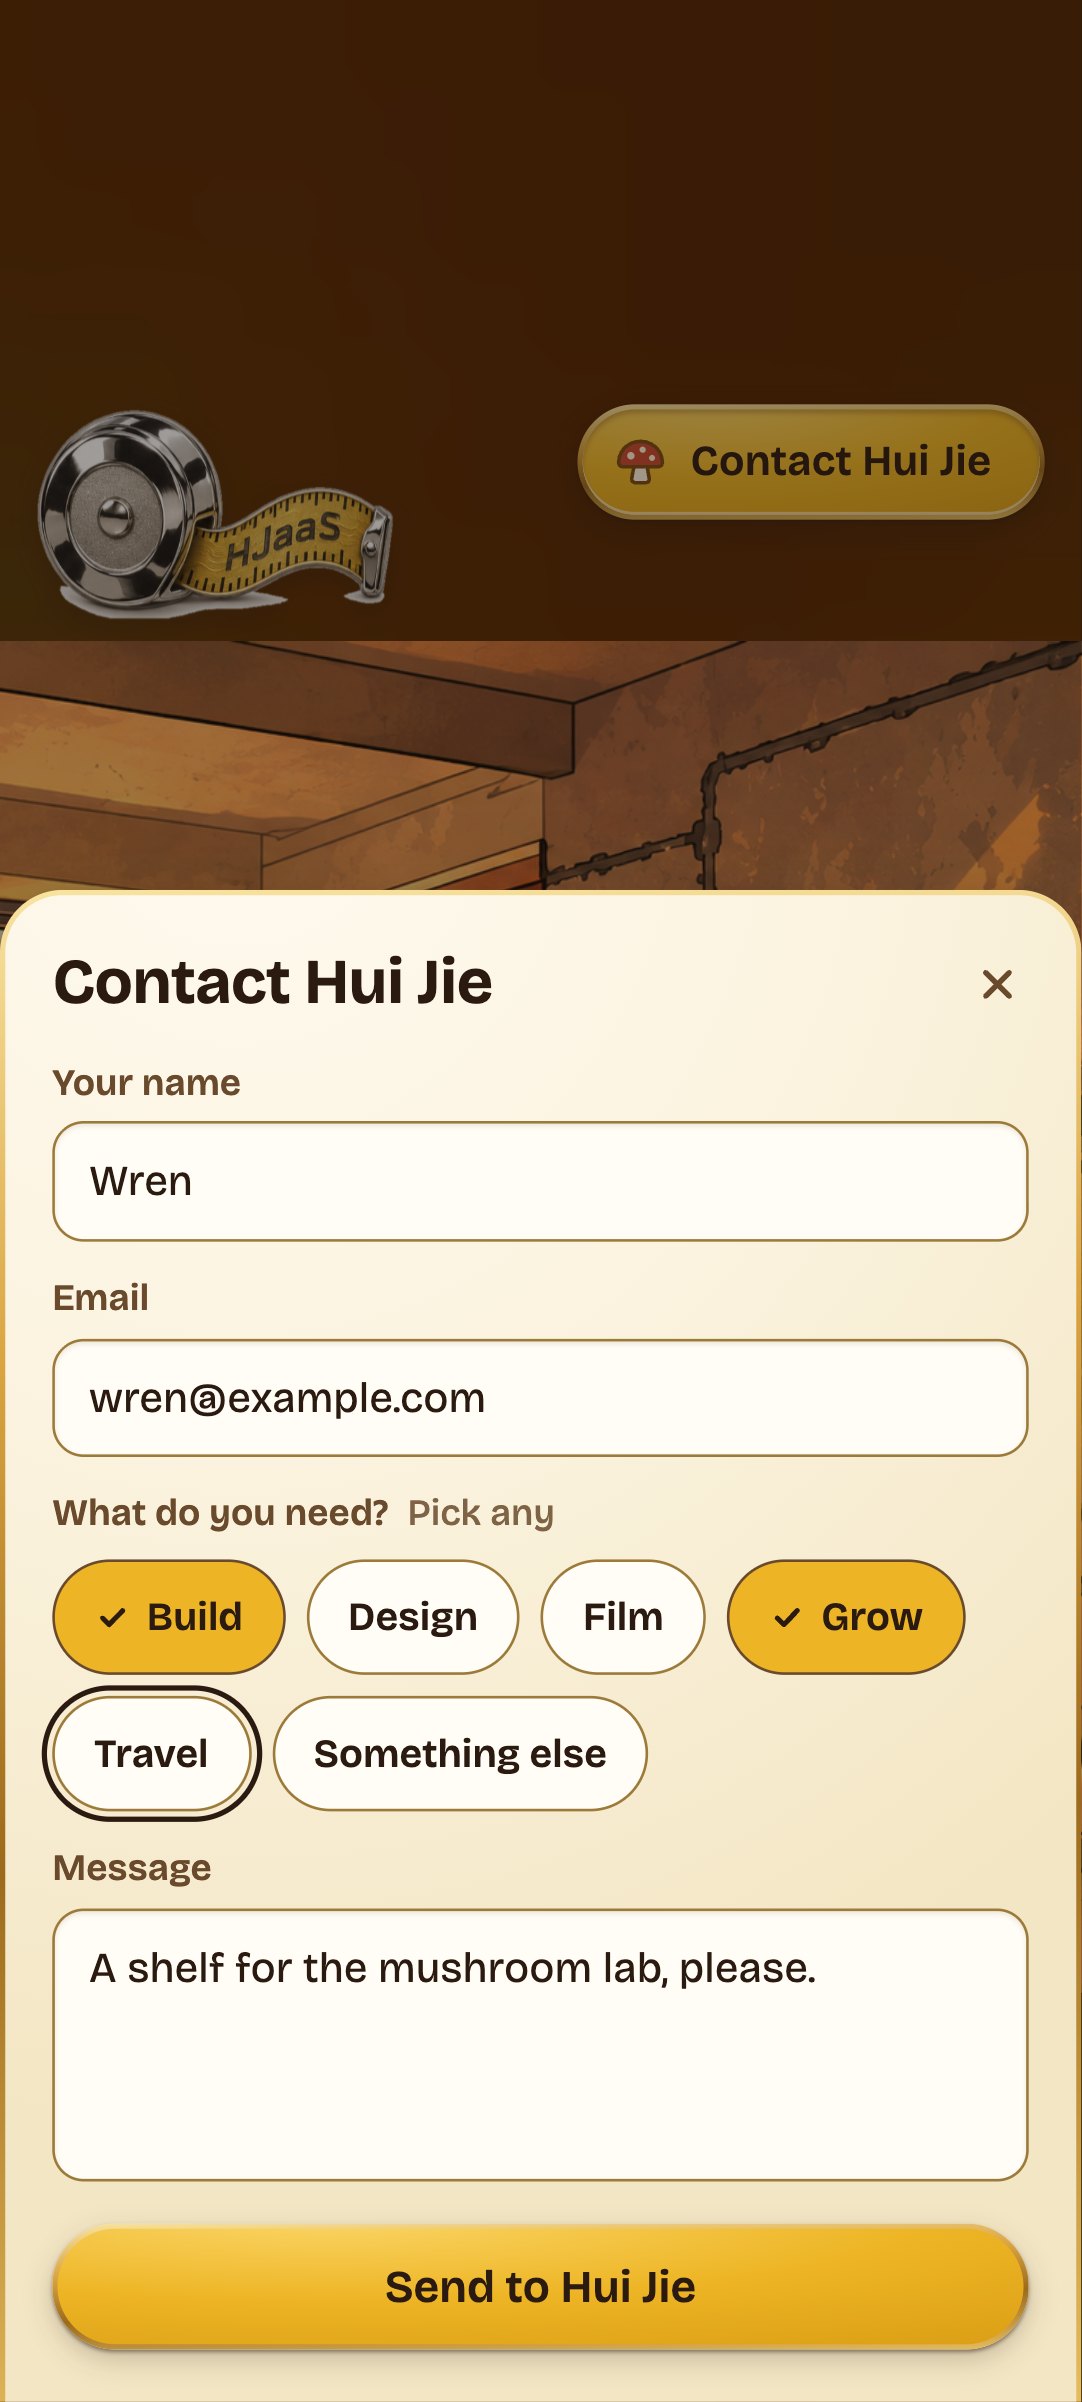 Contact Hui Jie
HJaaS
Contact Hui Jie
Your name
Wren
Email
wren@example.com
What do you need? Pick any
Build Design Film Grow
Travel Something else
Message
A shelf for the mushroom lab, please.
Send to Hui Jie